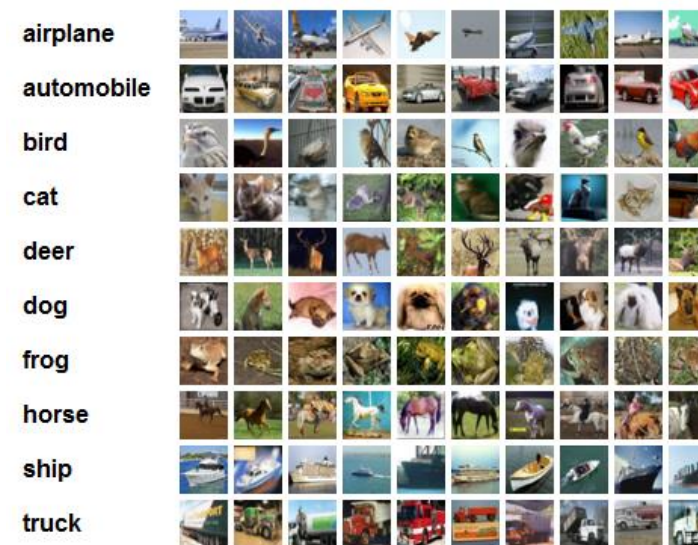 airplane
automobile
bird
cat
deer
dog
frog
horse
ship
truck